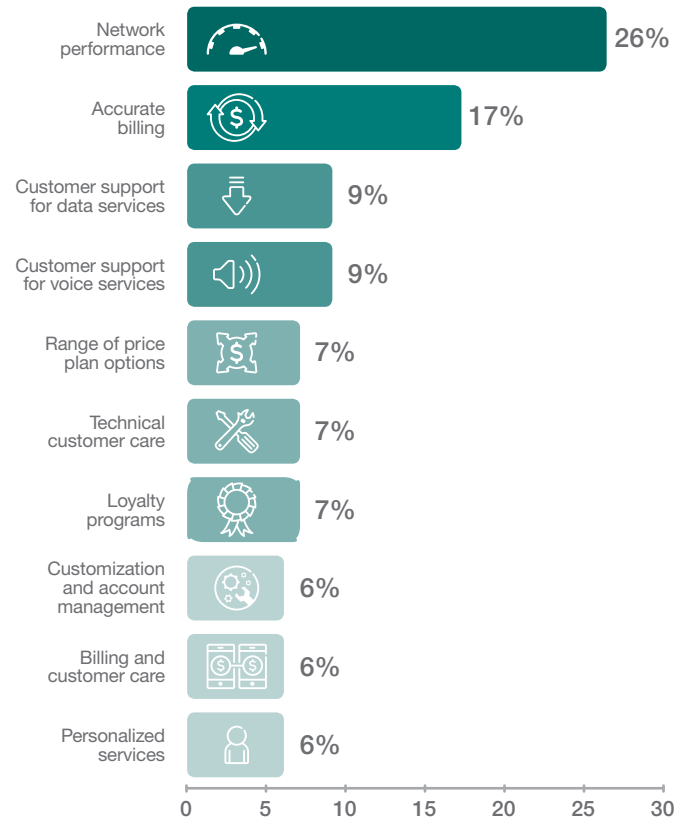 Network
performance
26%
Accurate
billing
$
17%
Customer support
for data services
9%
Customer support
for voice services
9%
Range of price
plan options
$
7%
Technical
customer care
7%
Loyalty
programs
7%
Customization
and account
management
6%
Billing and
customer care
$ $
6%
Personalized
services
6%
0 5 10 15 20 25 30